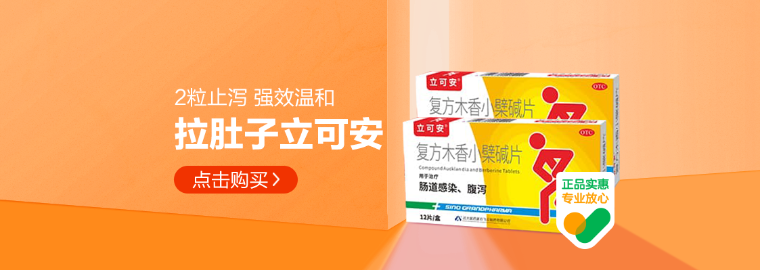 2粒止泻 强效温和
拉肚子立可安
点击购买
立可安
OTC
复方木香小檗碱片
立可安
OTC
复方木香小檗碱片
Compound Aucklandia and Berberine Tablets
用于治疗
肠道感染、腹泻
SINO GRANDPHARMA
12片/盒
正品实惠
专业放心